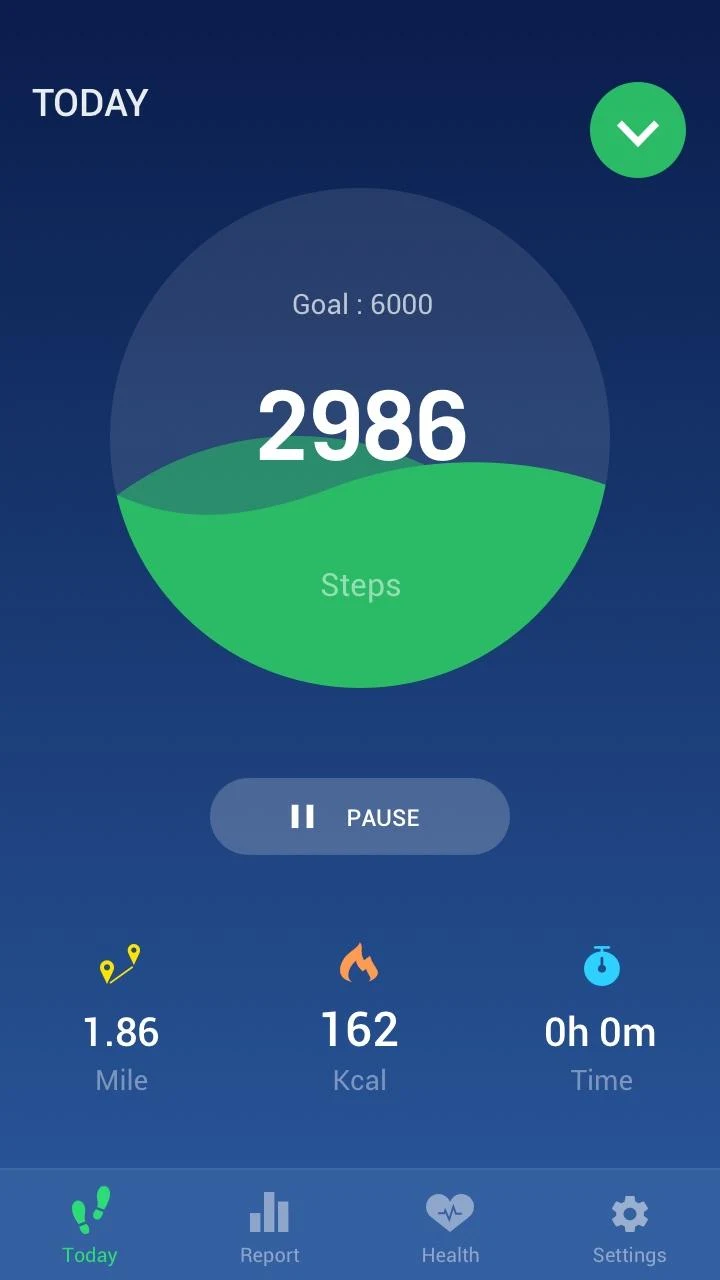 TODAY
Goal : 6000
2986
Steps
PAUSE
1.86
162
0h 0m
Mile
Kcal
Time
Today
Report
Health
Settings